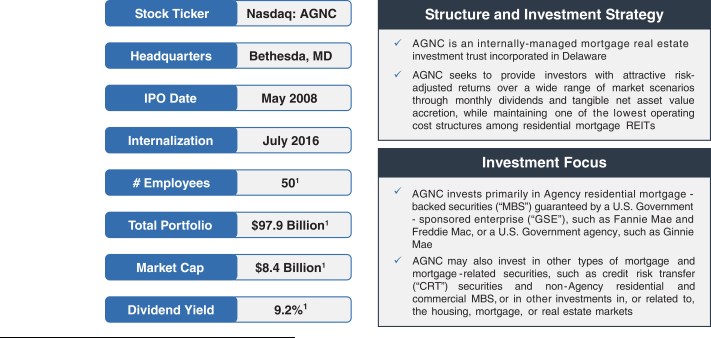 Stock Ticker
Nasdaq: AGNC
Headquarters
Bethesda, MD
IPO Date
May 2008
Internalization
July 2016
# Employees
50¹
Total Portfolio
$97.9 Billion¹
Market Cap
$8.4 Billion¹
Dividend Yield
9.2%¹
Structure and Investment Strategy
✓ AGNC is an internally-managed mortgage real estate
investment trust incorporated in Delaware
✓ AGNC seeks to provide investors with attractive risk-
adjusted returns over a wide range of market scenarios
through monthly dividends and tangible net asset value
accretion, while maintaining one of the lowest operating
cost structures among residential mortgage REITs
Investment Focus
✓ AGNC invests primarily in Agency residential mortgage -
backed securities (“MBS”) guaranteed by a U.S. Government
- sponsored enterprise (“GSE”), such as Fannie Mae and
Freddie Mac, or a U.S. Government agency, such as Ginnie
Mae
✓ AGNC may also invest in other types of mortgage and
mortgage-related securities, such as credit risk transfer
(“CRT”) securities and non-Agency residential and
commercial MBS, or in other investments in, or related to,
the housing, mortgage, or real estate markets